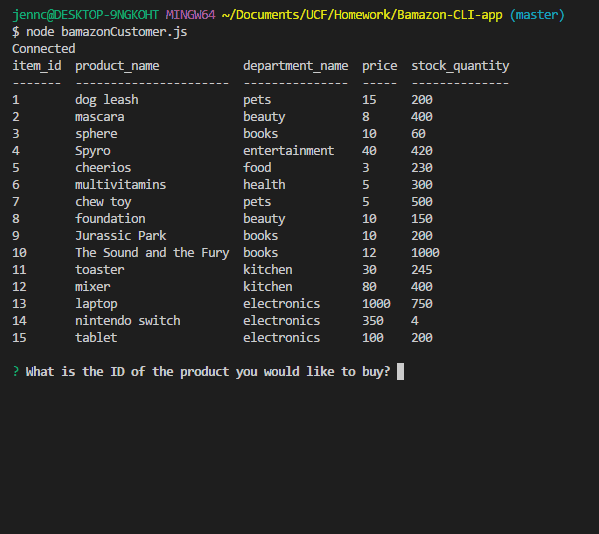 jennc@DESKTOP-9NGKOHT MINGW64 ~/Documents/UCF/Homework/Bamazon-CLI-app (master)
$ node bamazonCustomer.js
Connected
item_id  product_name            department_name  price  stock_quantity
-------  ----------------------  ---------------  -----  --------------
1        dog leash               pets             15     200
2        mascara                 beauty           8      400
3        sphere                  books            10     60
4        Spyro                   entertainment    40     420
5        cheerios                food             3      230
6        multivitamins           health           5      300
7        chew toy                pets             5      500
8        foundation              beauty           10     150
9        Jurassic Park           books            10     200
10       The Sound and the Fury  books            12     1000
11       toaster                 kitchen          30     245
12       mixer                   kitchen          80     400
13       laptop                  electronics      1000   750
14       nintendo switch         electronics      350    4
15       tablet                  electronics      100    200
? What is the ID of the product you would like to buy?